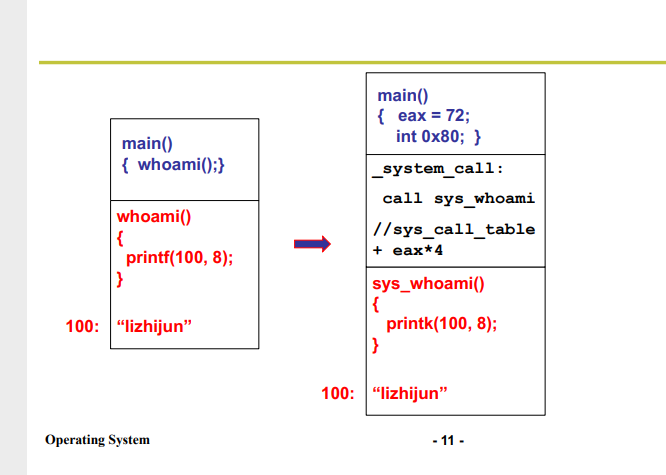 main()
{ whoami();}
whoami()
{
printf(100, 8);
}
100: “lizhijun”
main()
{ eax = 72;
int 0x80; }
_system_call:
call sys_whoami
//sys_call_table
+ eax*4
sys_whoami()
{
printk(100, 8);
}
100: “lizhijun”
Operating System
- 11 -